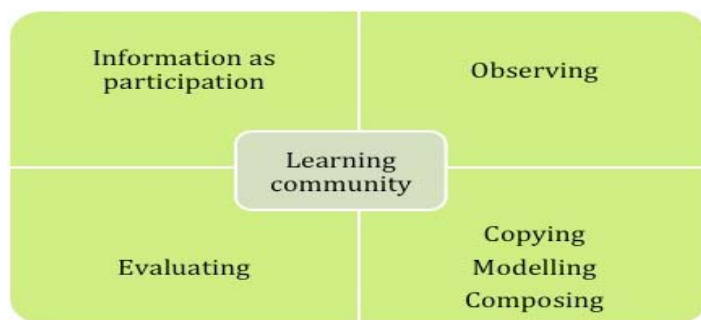 Information as
participation
Observing
Learning
community
Evaluating
Copying
Modelling
Composing